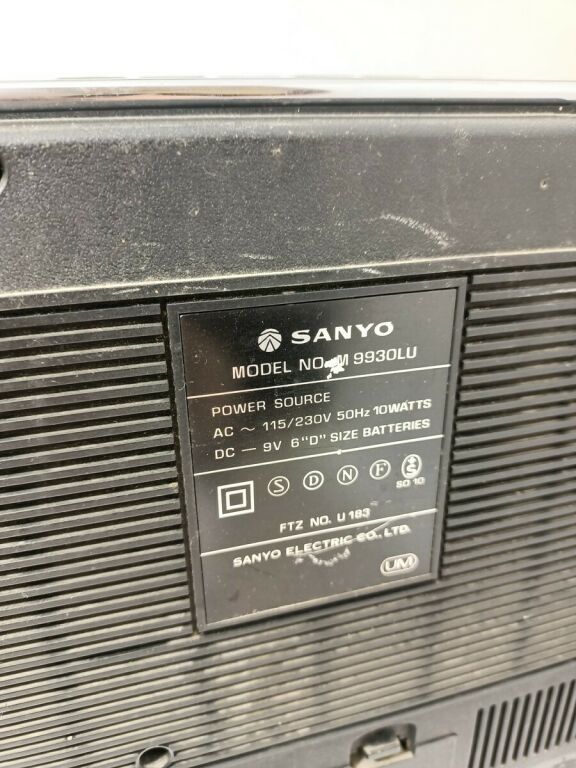 SANYO
MODEL NO. M 9930LU
POWER SOURCE
AC ~ 115/230V 50Hz 10WATTS
DC — 9V 6"D" SIZE BATTERIES
S D N F S
SD 10
FTZ NO. U 183
SANYO ELECTRIC CO., LTD.
UM